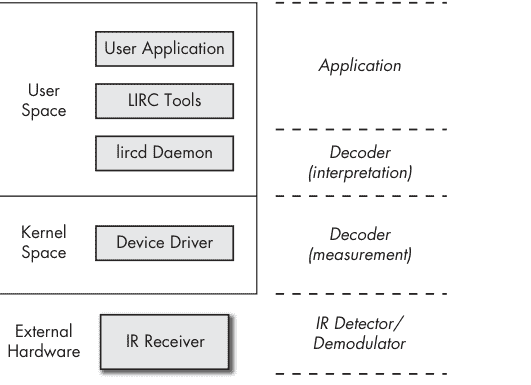 User Application
Application
User
Space
LIRC Tools
lircd Daemon
Decoder
(interpretation)
Kernel
Space
Device Driver
Decoder
(measurement)
External
Hardware
IR Receiver
IR Detector/
Demodulator